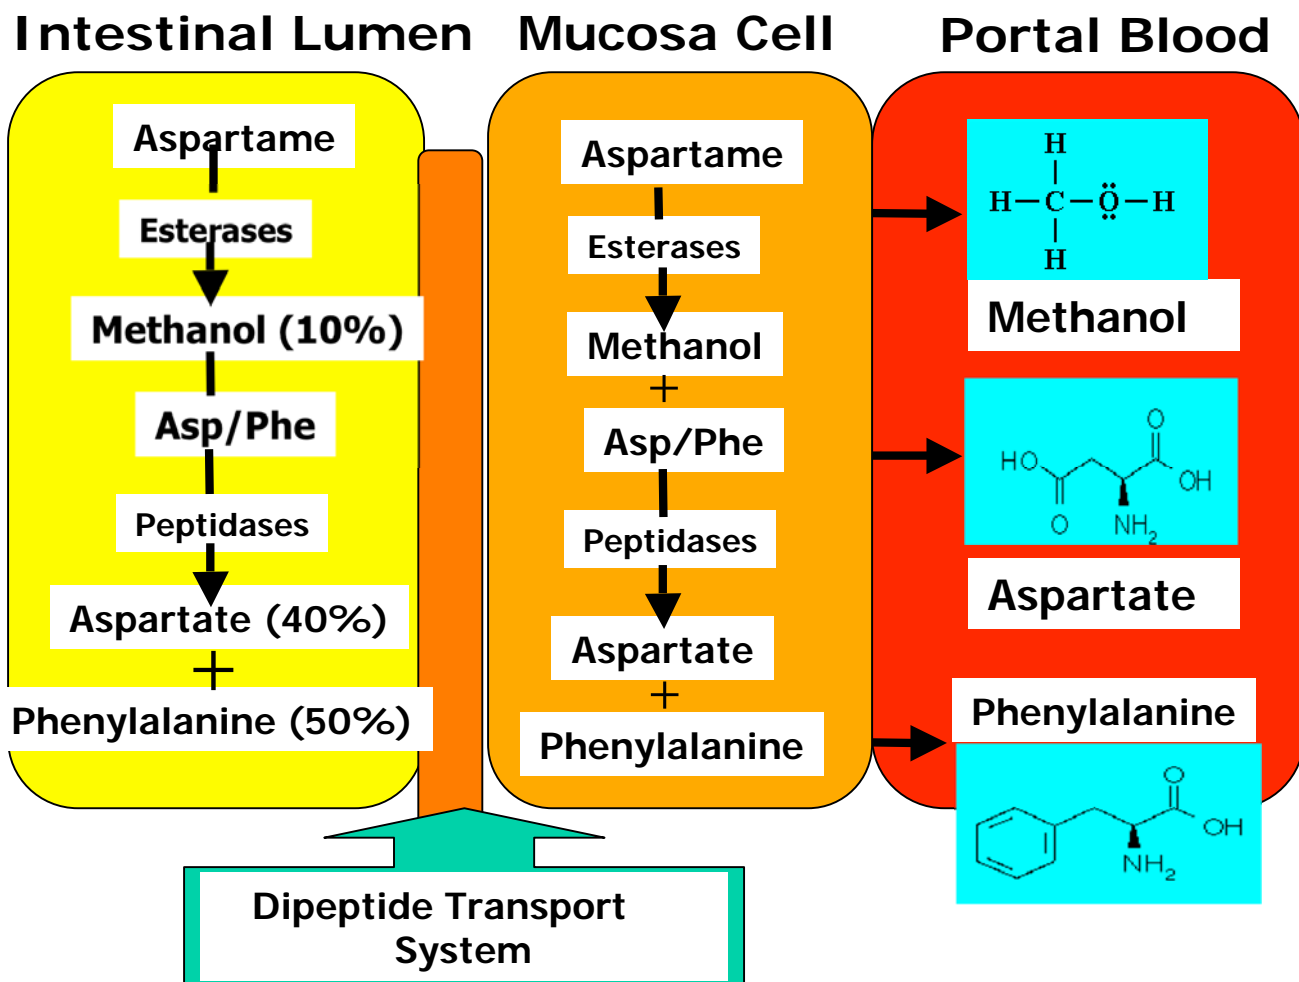 Intestinal Lumen
Mucosa Cell
Portal Blood
Aspartame
Esterases
Methanol (10%)
Asp/Phe
Peptidases
Aspartate (40%)
+
Phenylalanine (50%)
Aspartame
Esterases
Methanol
+
Asp/Phe
Peptidases
Aspartate
+
Phenylalanine
H
H C O H
H
Methanol
O
HO
OH
O
NH2
Aspartate
Phenylalanine
O
OH
NH2
Dipeptide Transport
System